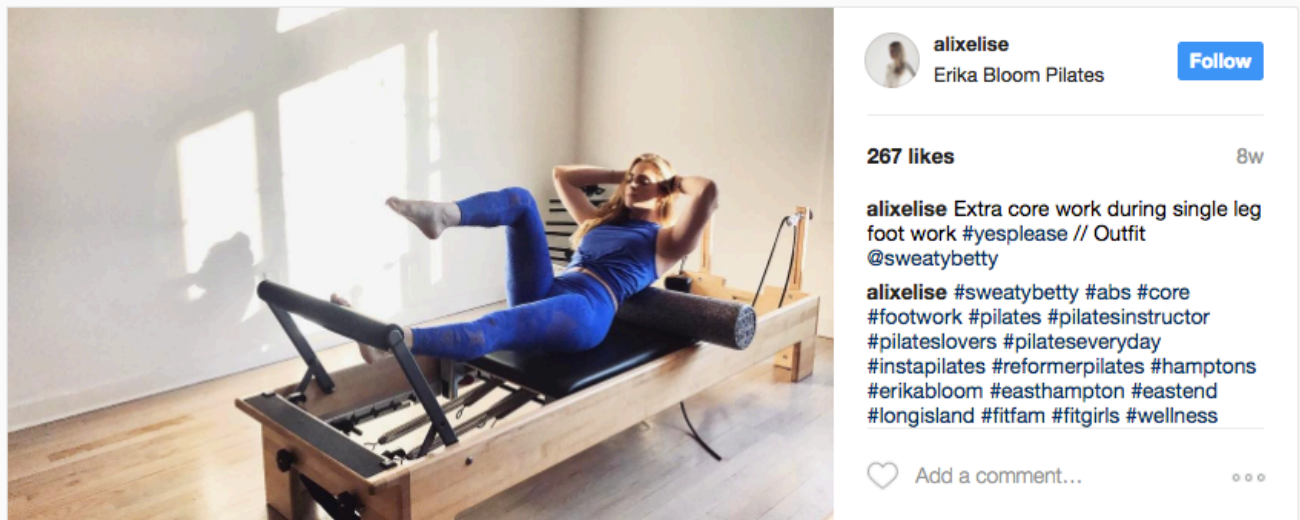 alixelise
Erika Bloom Pilates
Follow
267 likes
8w
alixelise Extra core work during single leg
foot work #yesplease // Outfit
@sweatybetty
alixelise #sweatybetty #abs #core
#footwork #pilates #pilatesinstructor
#pilateslovers #pilateseveryday
#instapilates #reformerpilates #hamptons
#erikabloom #easthampton #eastend
#longisland #fitfam #fitgirls #wellness
Add a comment...